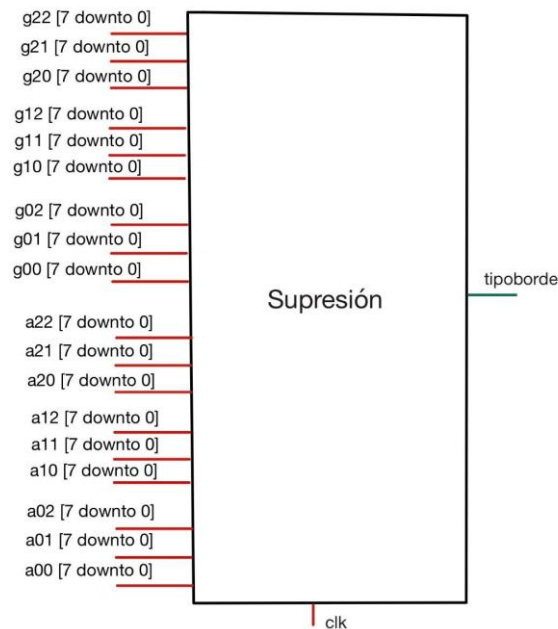 g22 [7 downto 0]
g21 [7 downto 0]
g20 [7 downto 0]
g12 [7 downto 0]
g11 [7 downto 0]
g10 [7 downto 0]
g02 [7 downto 0]
g01 [7 downto 0]
g00 [7 downto 0]
tipoborde
Supresión
a22 [7 downto 0]
a21 [7 downto 0]
a20 [7 downto 0]
a12 [7 downto 0]
a11 [7 downto 0]
a10 [7 downto 0]
a02 [7 downto 0]
a01 [7 downto 0]
a00 [7 downto 0]
clk